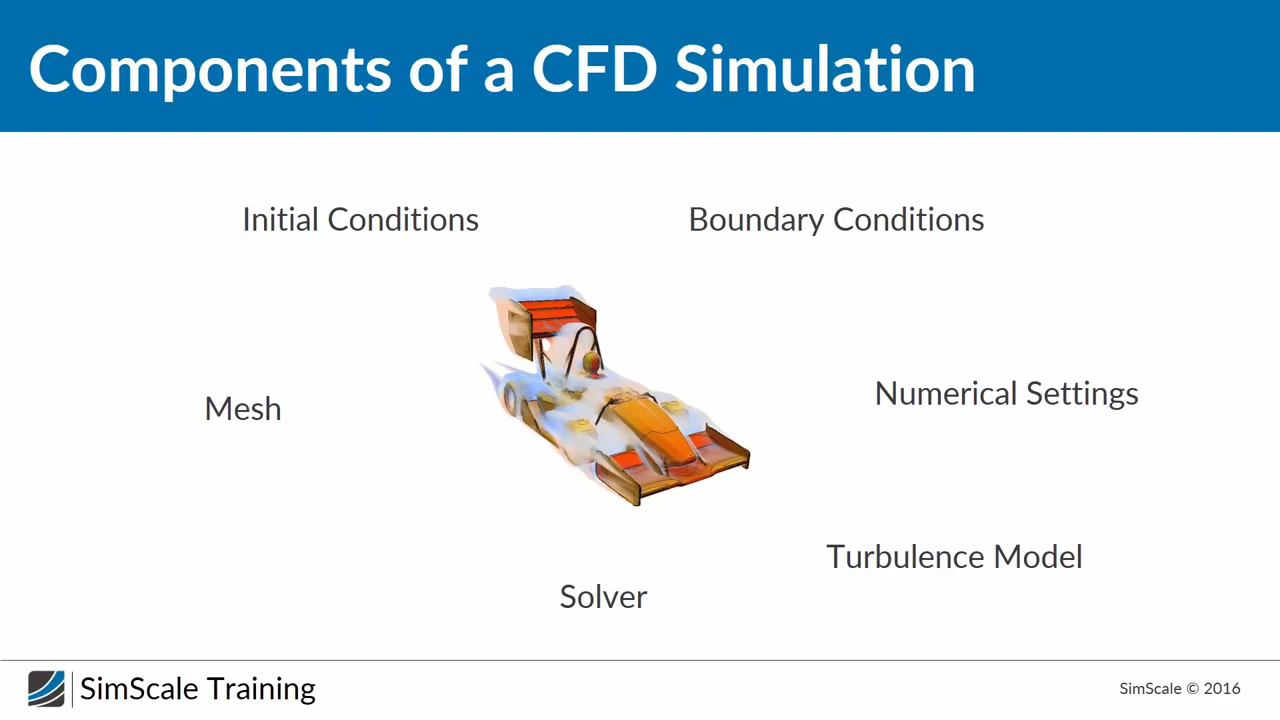 Components of a CFD Simulation
Initial Conditions
Boundary Conditions
Mesh
Numerical Settings
Turbulence Model
Solver
SimScale Training
SimScale © 2016